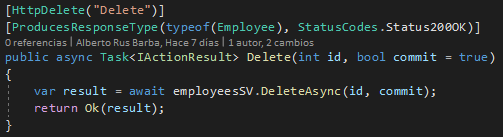 [HttpDelete("Delete")]
[ProducesResponseType(typeof(Employee), StatusCodes.Status200OK)]
0 referencias | Alberto Rus Barba, Hace 7 días | 1 autor, 2 cambios
public async Task<IActionResult> Delete(int id, bool commit = true)
{
    var result = await employeesSV.DeleteAsync(id, commit);
    return Ok(result);
}